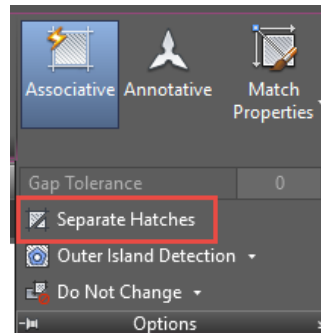 Associative Annotative Match
Properties
Gap Tolerance 0
Separate Hatches
Outer Island Detection
Do Not Change
Options